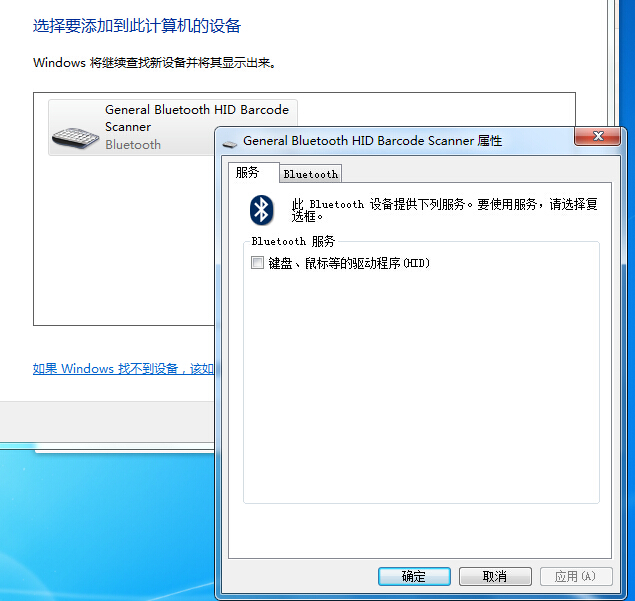 选择要添加到此计算机的设备
Windows 将继续查找新设备并将其显示出来。
General Bluetooth HID Barcode
Scanner
Bluetooth
如果 Windows 找不到设备，该如
General Bluetooth HID Barcode Scanner 属性
服务
Bluetooth
此 Bluetooth 设备提供下列服务。要使用服务，请选择复
选框。
Bluetooth 服务
键盘、鼠标等的驱动程序(HID)
确定
取消
应用(A)